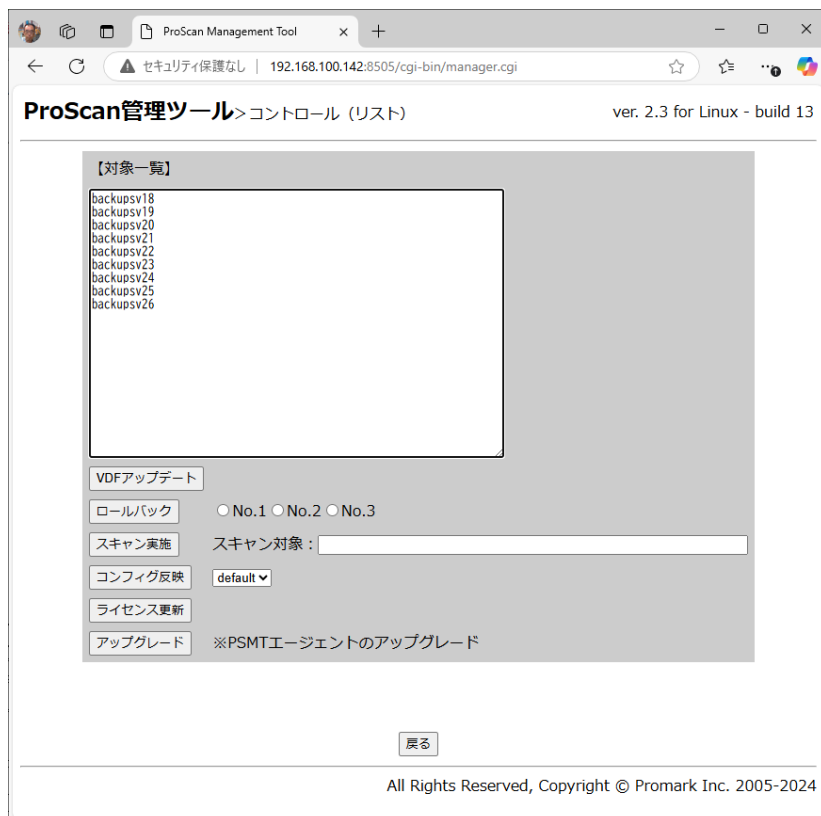 ProScan Management Tool
セキュリティ保護なし | 192.168.100.142:8505/cgi-bin/manager.cgi
ProScan管理ツール>コントロール（リスト） ver. 2.3 for Linux - build 13
【対象一覧】
backupsv18
backupsv19
backupsv20
backupsv21
backupsv22
backupsv23
backupsv24
backupsv25
backupsv26
VDFアップデート
ロールバック No.1 No.2 No.3
スキャン実施 スキャン対象：
コンフィグ反映 default
ライセンス更新
アップグレード ※PSMTエージェントのアップグレード
戻る
All Rights Reserved, Copyright © Promark Inc. 2005-2024